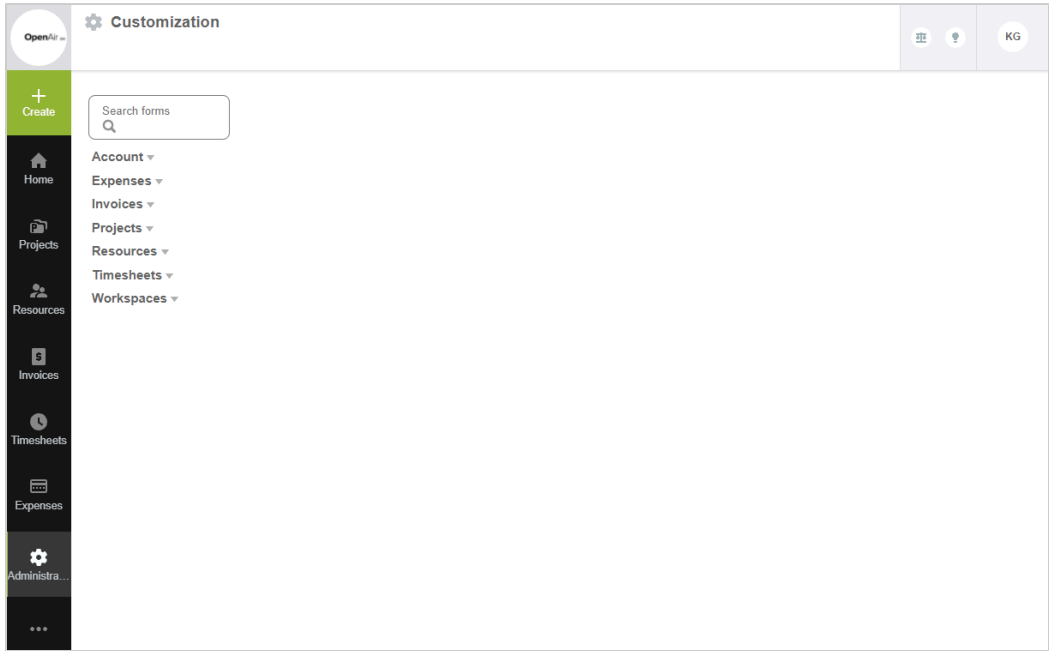 OpenAir
Customization
KG
Create
Search forms
Account
Expenses
Invoices
Projects
Resources
Timesheets
Workspaces
Home
Projects
Resources
Invoices
Timesheets
Expenses
Administra...